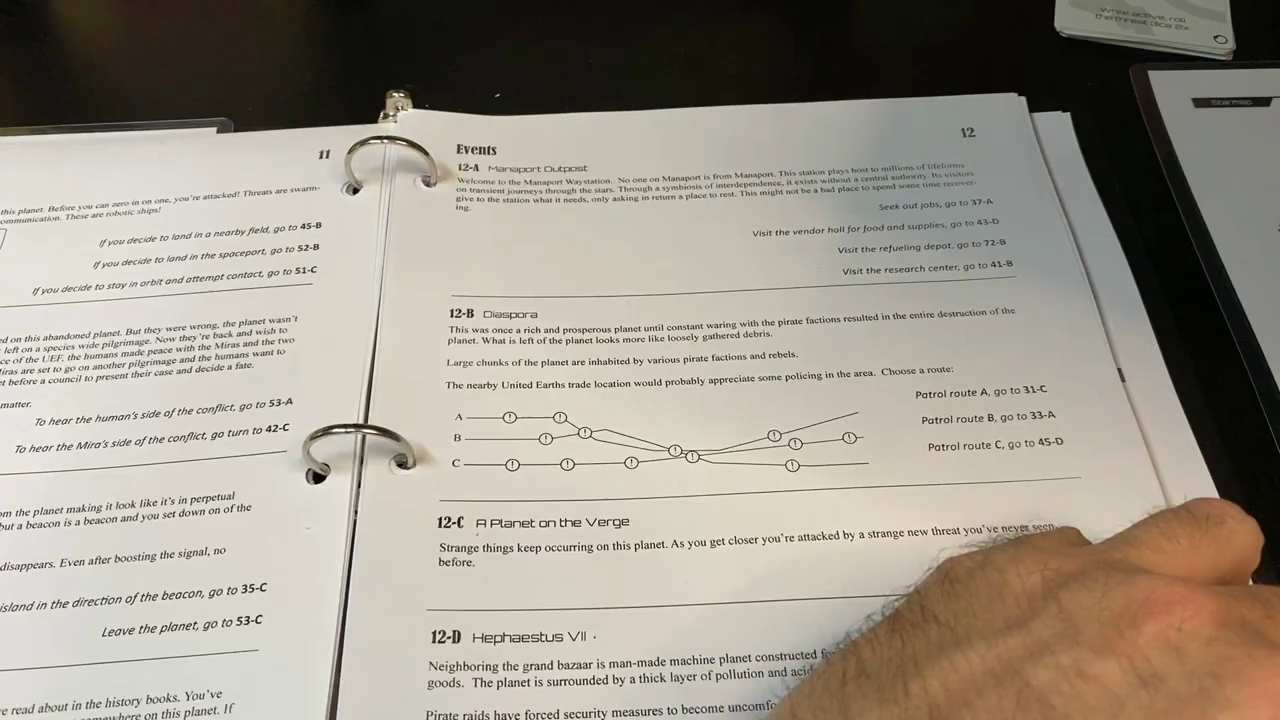 While active, roll
the threat dice 2x.
Starmap
11
this planet. Before you can zero in on one, you're attacked! Threats are swarm-
ommunication. These are robotic ships!
If you decide to land in a nearby field, go to 45-B
If you decide to land in the spaceport, go to 52-B
If you decide to stay in orbit and attempt contact, go to 51-C
ed on this abandoned planet. But they were wrong, the planet wasn't
left on a species wide pilgrimage. Now they're back and wish to
ce of the UEF, the humans made peace with the Miras and the two
iras are set to go on another pilgrimage and the humans want to
t before a council to present their case and decide a fate.
matter.
To hear the human's side of the conflict, go to 53-A
To hear the Mira's side of the conflict, go turn to 42-C
om the planet making it look like it's in perpetual
but a beacon is a beacon and you set down on of the
disappears. Even after boosting the signal, no
island in the direction of the beacon, go to 35-C
Leave the planet, go to 53-C
e read about in the history books. You've
mewhere on this planet. If
12
Events
12-A Manaport Outpost
Welcome to the Manaport Waystation. No one on Manaport is from Manaport. This station plays host to millions of lifeforms
on transient journeys through the stars. Through a symbiosis of interdependence, it exists without a central authority. Its visitors
give to the station what it needs, only asking in return a place to rest. This might not be a bad place to spend some time recover-
ing.
Seek out jobs, go to 37-A
Visit the vendor hall for food and supplies, go to 43-D
Visit the refueling depot, go to 72-B
Visit the research center, go to 41-B
12-B Diaspora
This was once a rich and prosperous planet until constant waring with the pirate factions resulted in the entire destruction of the
planet. What is left of the planet looks more like loosely gathered debris.
Large chunks of the planet are inhabited by various pirate factions and rebels.
The nearby United Earths trade location would probably appreciate some policing in the area. Choose a route:
A
B
C
Patrol route A, go to 31-C
Patrol route B, go to 33-A
Patrol route C, go to 45-D
12-C A Planet on the Verge
Strange things keep occurring on this planet. As you get closer you're attacked by a strange new threat you've never seen
before.
12-D Hephaestus VII
Neighboring the grand bazaar is man-made machine planet constructed
goods. The planet is surrounded by a thick layer of pollution and
Pirate raids have forced security measures to become